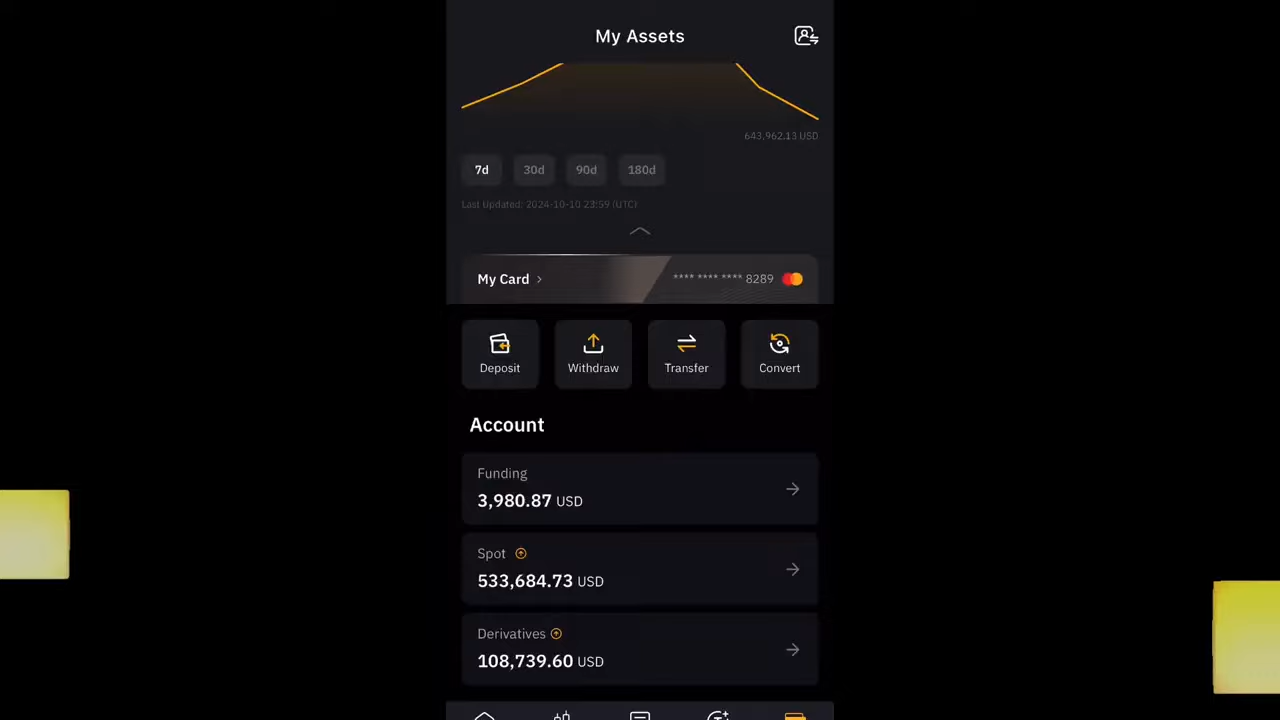 My Assets
643,962.13 USD
7d 30d 90d 180d
Last Updated: 2024-10-10 23:59 (UTC)
My Card **** **** **** 8289
Deposit Withdraw Transfer Convert
Account
Funding
3,980.87 USD
Spot
533,684.73 USD
Derivatives
108,739.60 USD